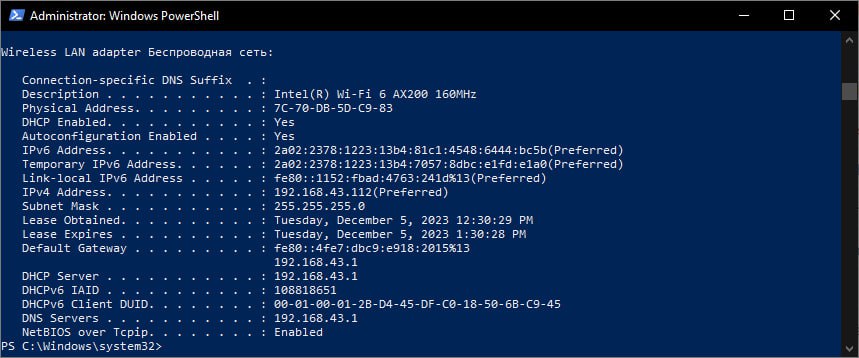 Administrator: Windows PowerShell
Wireless LAN adapter Беспроводная сеть:
   Connection-specific DNS Suffix  . :
   Description . . . . . . . . . . . : Intel(R) Wi-Fi 6 AX200 160MHz
   Physical Address. . . . . . . . . : 7C-70-DB-5D-C9-83
   DHCP Enabled. . . . . . . . . . . : Yes
   Autoconfiguration Enabled . . . . : Yes
   IPv6 Address. . . . . . . . . . . : 2a02:2378:1223:13b4:81c1:4548:6444:bc5b(Preferred)
   Temporary IPv6 Address. . . . . . : 2a02:2378:1223:13b4:7057:8dbc:e1fd:e1a0(Preferred)
   Link-local IPv6 Address . . . . . : fe80::1152:fbad:4763:241d%13(Preferred)
   IPv4 Address. . . . . . . . . . . : 192.168.43.112(Preferred)
   Subnet Mask . . . . . . . . . . . : 255.255.255.0
   Lease Obtained. . . . . . . . . . : Tuesday, December 5, 2023 12:30:29 PM
   Lease Expires . . . . . . . . . . : Tuesday, December 5, 2023 1:30:28 PM
   Default Gateway . . . . . . . . . : fe80::4fe7:dbc9:e918:2015%13
                                       192.168.43.1
   DHCP Server . . . . . . . . . . . : 192.168.43.1
   DHCPv6 IAID . . . . . . . . . . . : 108818651
   DHCPv6 Client DUID. . . . . . . . : 00-01-00-01-2B-D4-45-DF-C0-18-50-6B-C9-45
   DNS Servers . . . . . . . . . . . : 192.168.43.1
   NetBIOS over Tcpip. . . . . . . . : Enabled
PS C:\Windows\system32>